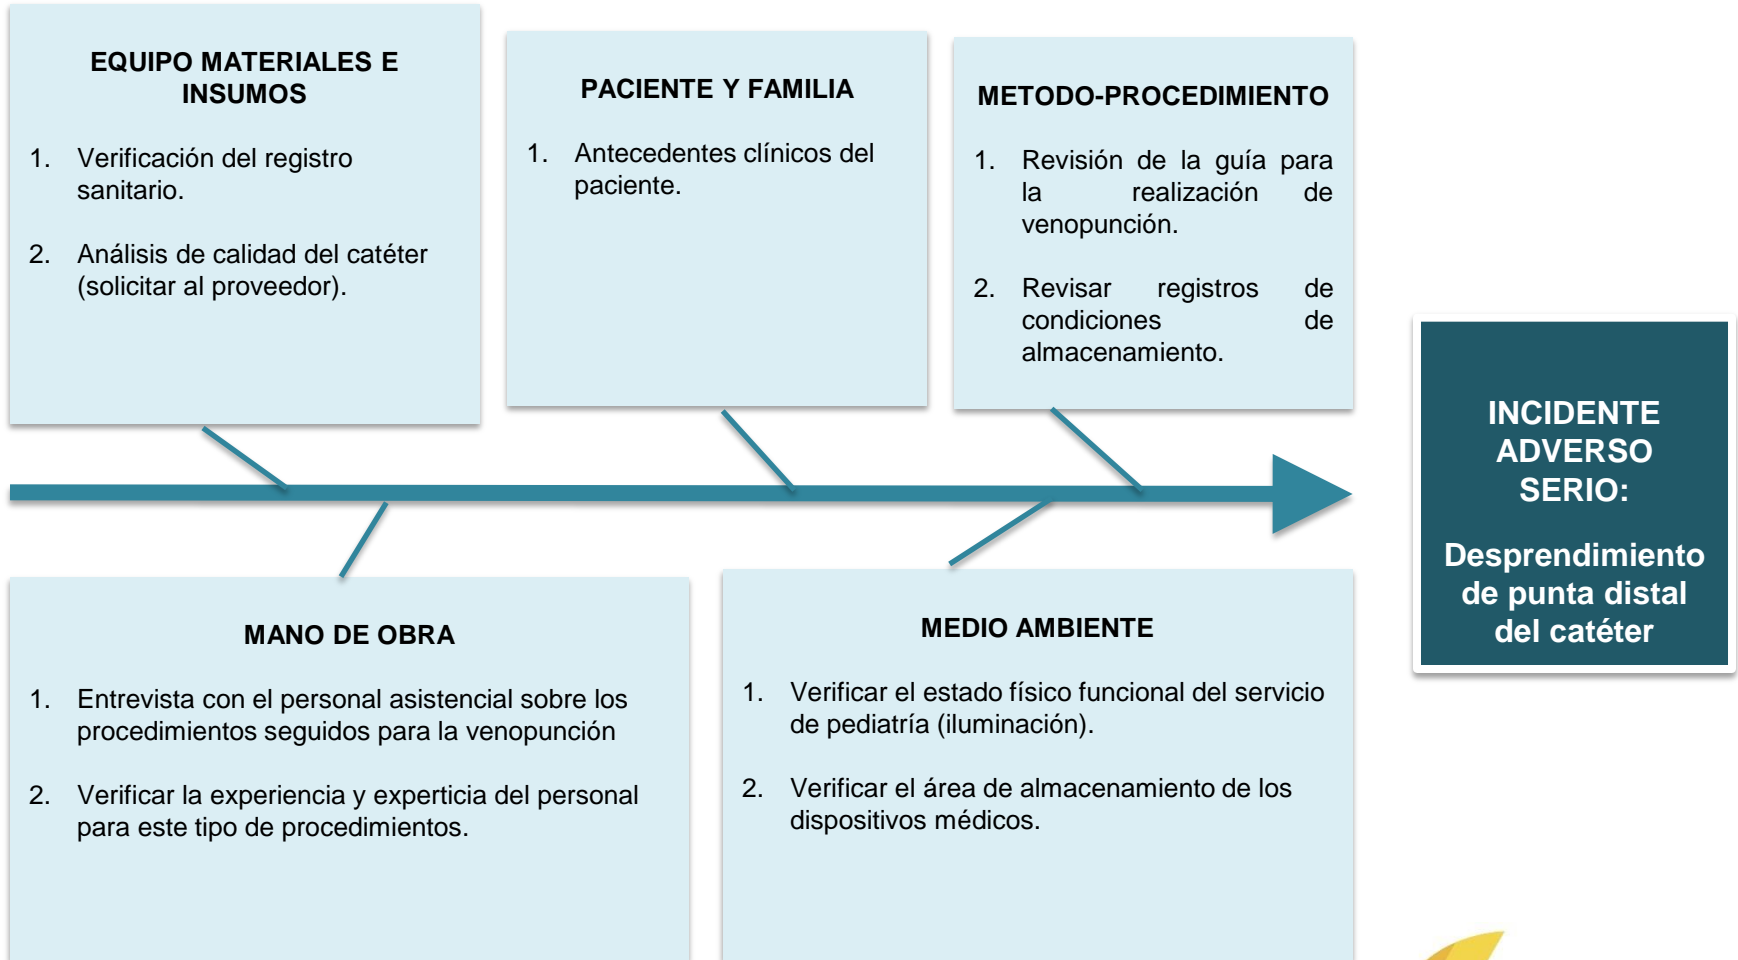 EQUIPO MATERIALES E
INSUMOS
1. Verificación del registro
sanitario.
2. Análisis de calidad del catéter
(solicitar al proveedor).
PACIENTE Y FAMILIA
1. Antecedentes clínicos del
paciente.
METODO-PROCEDIMIENTO
1. Revisión de la guía para
la realización de
venopunción.
2. Revisar registros de
condiciones de
almacenamiento.
INCIDENTE
ADVERSO
SERIO:
Desprendimiento
de punta distal
del catéter
MANO DE OBRA
1. Entrevista con el personal asistencial sobre los
procedimientos seguidos para la venopunción
2. Verificar la experiencia y experticia del personal
para este tipo de procedimientos.
MEDIO AMBIENTE
1. Verificar el estado físico funcional del servicio
de pediatría (iluminación).
2. Verificar el área de almacenamiento de los
dispositivos médicos.